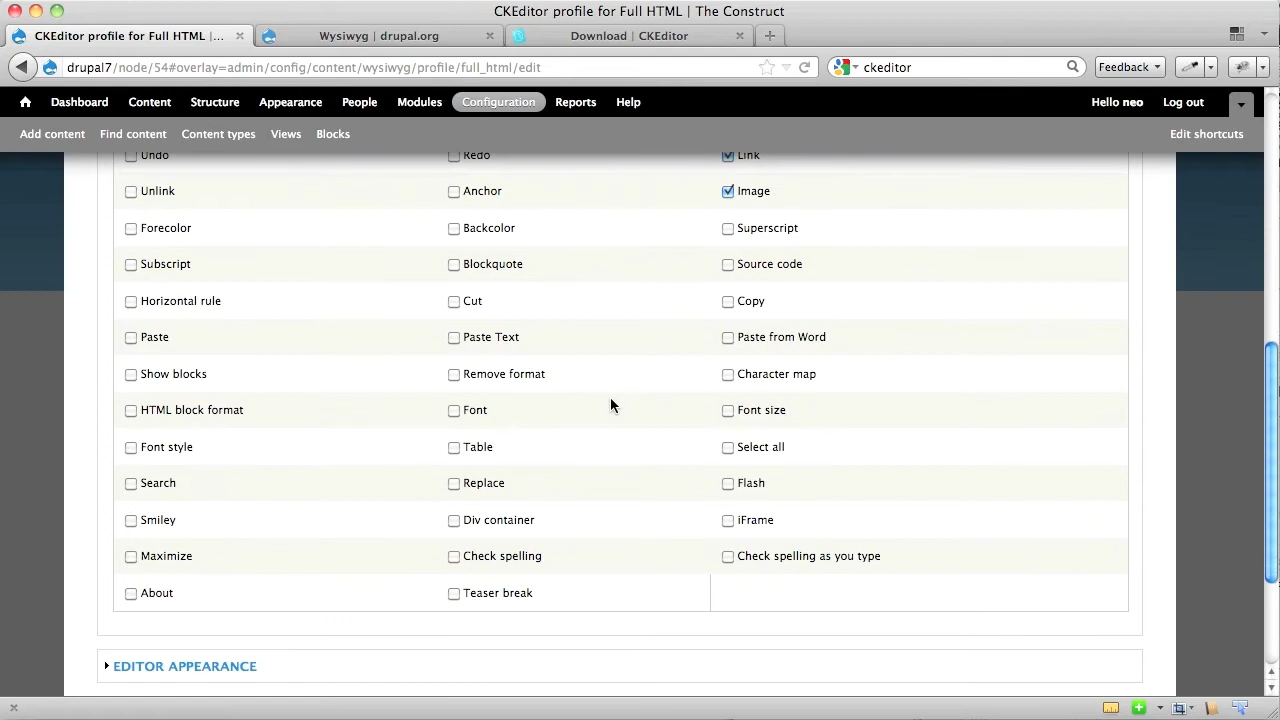 CKEditor profile for Full HTML | The Construct
CKEditor profile for Full HTML |...
Wysiwyg | drupal.org
Download | CKEditor
drupal7/node/54#overlay=admin/config/content/wysiwyg/profile/full_html/edit
ckeditor
Feedback
Dashboard Content Structure Appearance People Modules Configuration Reports Help Hello neo Log out
Add content Find content Content types Views Blocks Edit shortcuts
Undo Redo Link
Unlink Anchor Image
Forecolor Backcolor Superscript
Subscript Blockquote Source code
Horizontal rule Cut Copy
Paste Paste Text Paste from Word
Show blocks Remove format Character map
HTML block format Font Font size
Font style Table Select all
Search Replace Flash
Smiley Div container iFrame
Maximize Check spelling Check spelling as you type
About Teaser break
EDITOR APPEARANCE